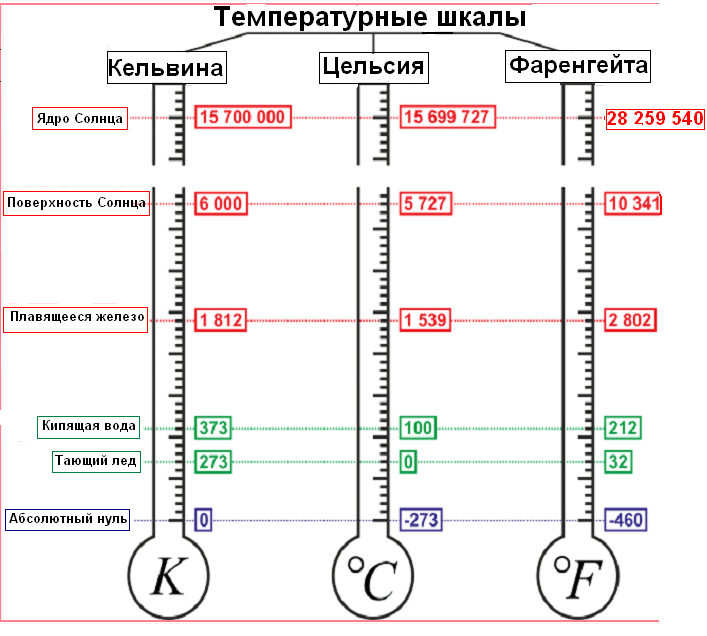 Температурные шкалы
Кельвина Цельсия Фаренгейта
Ядро Солнца 15 700 000 15 699 727 28 259 540
Поверхность Солнца 6 000 5 727 10 341
Плавящееся железо 1 812 1 539 2 802
Кипящая вода 373 100 212
Тающий лед 273 0 32
Абсолютный нуль 0 -273 -460
K °C °F